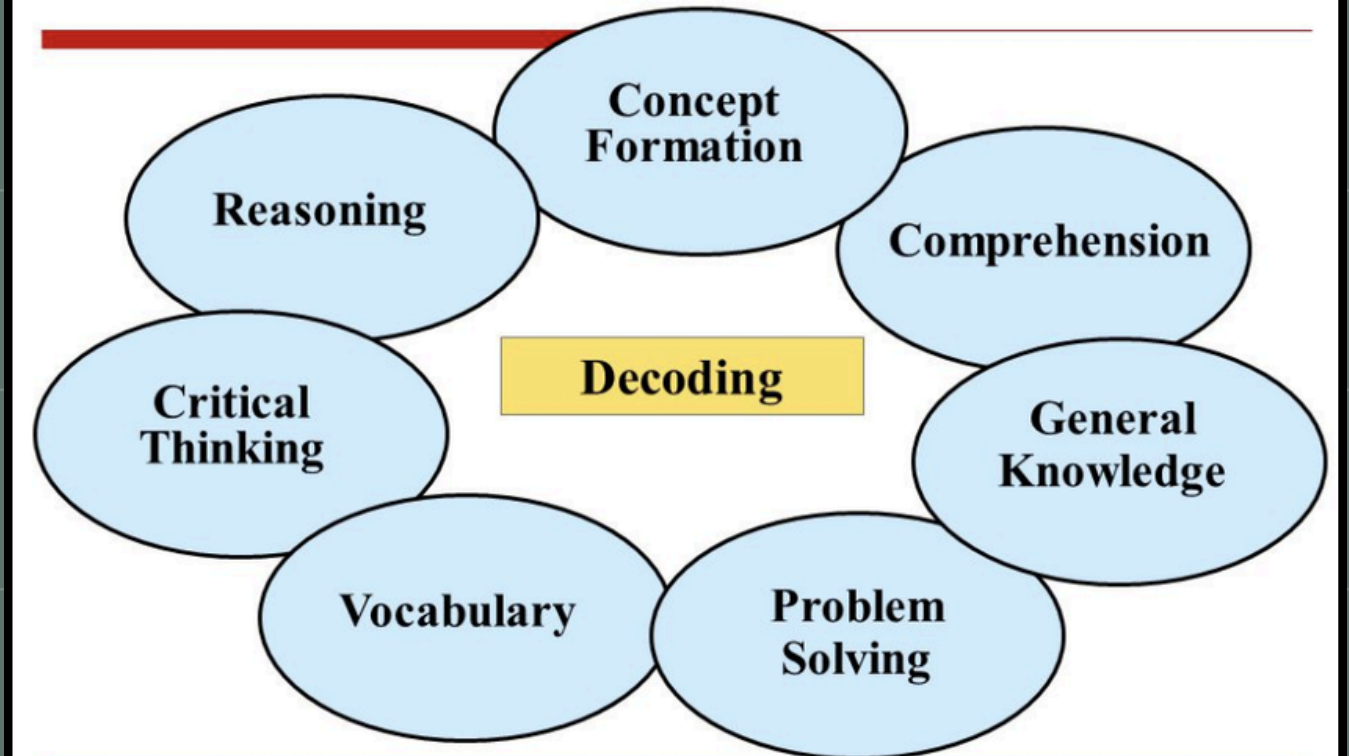 Concept
Formation
Reasoning
Comprehension
Decoding
Critical
Thinking
General
Knowledge
Vocabulary
Problem
Solving